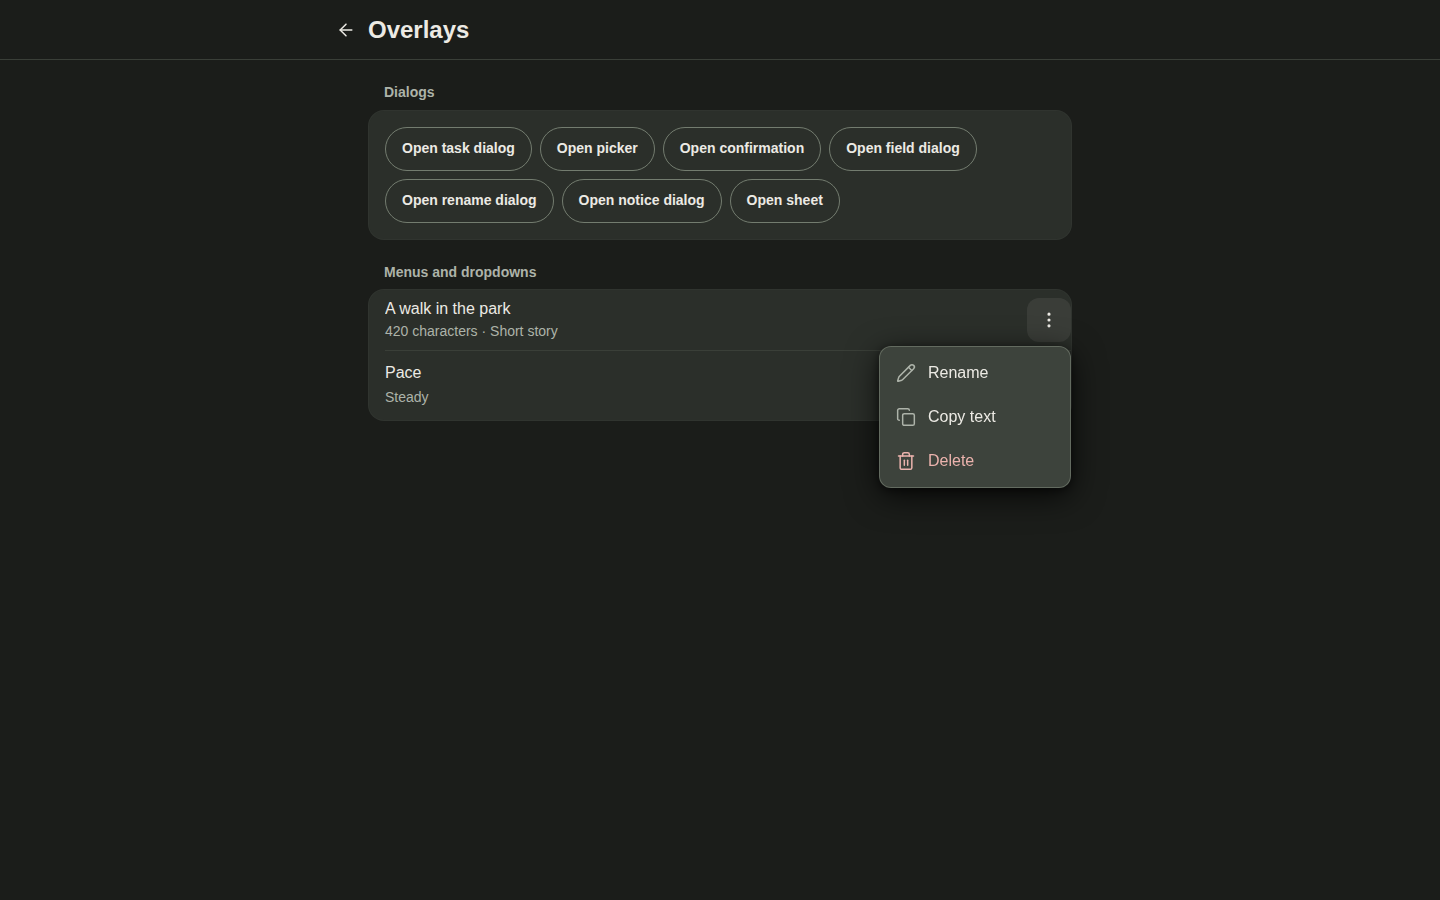 Overlays
Dialogs
Open task dialog
Open picker
Open confirmation
Open field dialog
Open rename dialog
Open notice dialog
Open sheet
Menus and dropdowns
A walk in the park
420 characters · Short story
Pace
Steady
Rename
Copy text
Delete